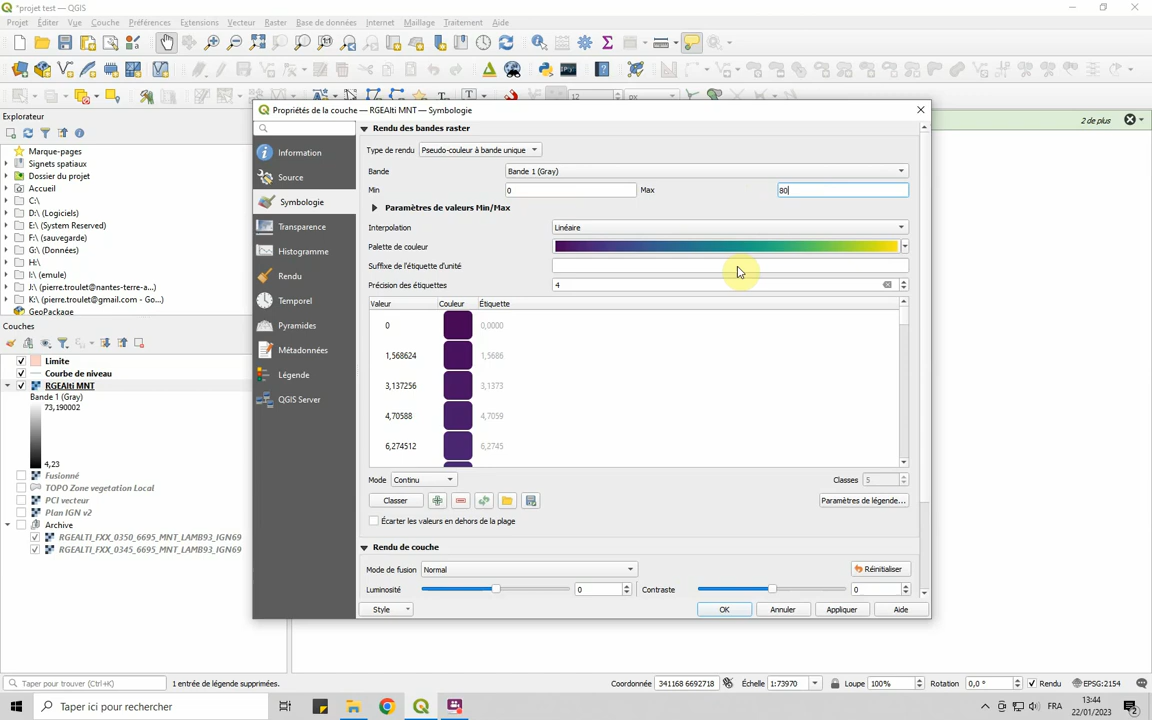 *projet test — QGIS
Projet Éditer Vue Couche Préférences Extensions Vecteur Raster Base de données Internet Maillage Traitement Aide
12 px
Explorateur
2 de plus
Marque-pages
Signets spatiaux
Dossier du projet
Accueil
C:\
D:\ (Logiciels)
E:\ (System Reserved)
F:\ (sauvegarde)
G:\ (Données)
H:\
I:\ (emule)
J:\ (pierre.troulet@nantes-terre-a...)
K:\ (pierre.troulet@gmail.com - Go...)
GeoPackage
Couches
Limite
Courbe de niveau
RGEAlti MNT
Bande 1 (Gray)
73,190002
4,23
Fusionné
TOPO Zone vegetation Local
PCI vecteur
Plan IGN v2
Archive
RGEALTI_FXX_0350_6695_MNT_LAMB93_IGN69
RGEALTI_FXX_0345_6695_MNT_LAMB93_IGN69
Propriétés de la couche — RGEAlti MNT — Symbologie
Information
Source
Symbologie
Transparence
Histogramme
Rendu
Temporel
Pyramides
Métadonnées
Légende
QGIS Server
Rendu des bandes raster
Type de rendu Pseudo-couleur à bande unique
Bande Bande 1 (Gray)
Min 0 Max 80
Paramètres de valeurs Min/Max
Interpolation Linéaire
Palette de couleur
Suffixe de l'étiquette d'unité
Précision des étiquettes 4
Valeur Couleur Étiquette
0 0,0000
1,568624 1,5686
3,137256 3,1373
4,70588 4,7059
6,274512 6,2745
Mode Continu Classes 5
Classer Paramètres de légende...
Écarter les valeurs en dehors de la plage
Rendu de couche
Mode de fusion Normal Réinitialiser
Luminosité 0 Contraste 0
Style OK Annuler Appliquer Aide
Taper pour trouver (Ctrl+K) 1 entrée de légende supprimées. Coordonnée 341168 6692718 Échelle 1:73970 Loupe 100% Rotation 0,0 ° Rendu EPSG:2154
Taper ici pour rechercher FRA 13:44
22/01/2023 2